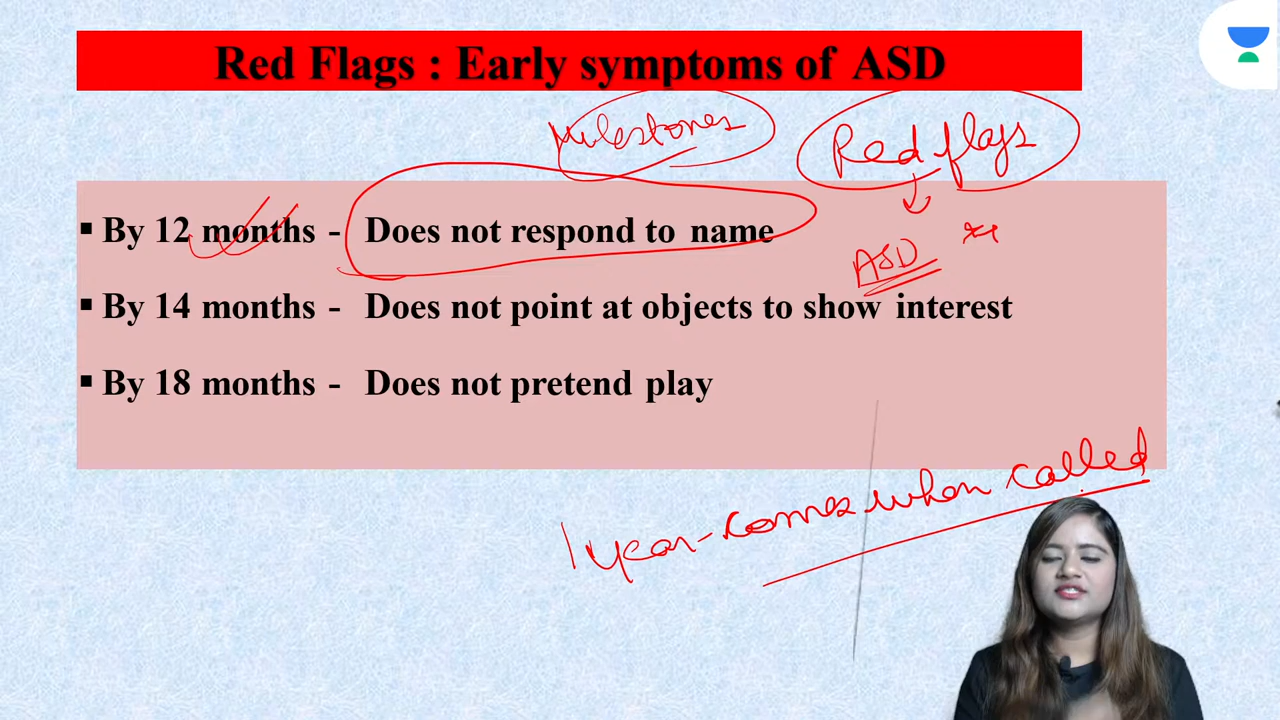 Red Flags : Early symptoms of ASD
Milestones
Red flags
▪ By 12 months - Does not respond to name
ASD
▪ By 14 months - Does not point at objects to show interest
▪ By 18 months - Does not pretend play
1 year - comes when called